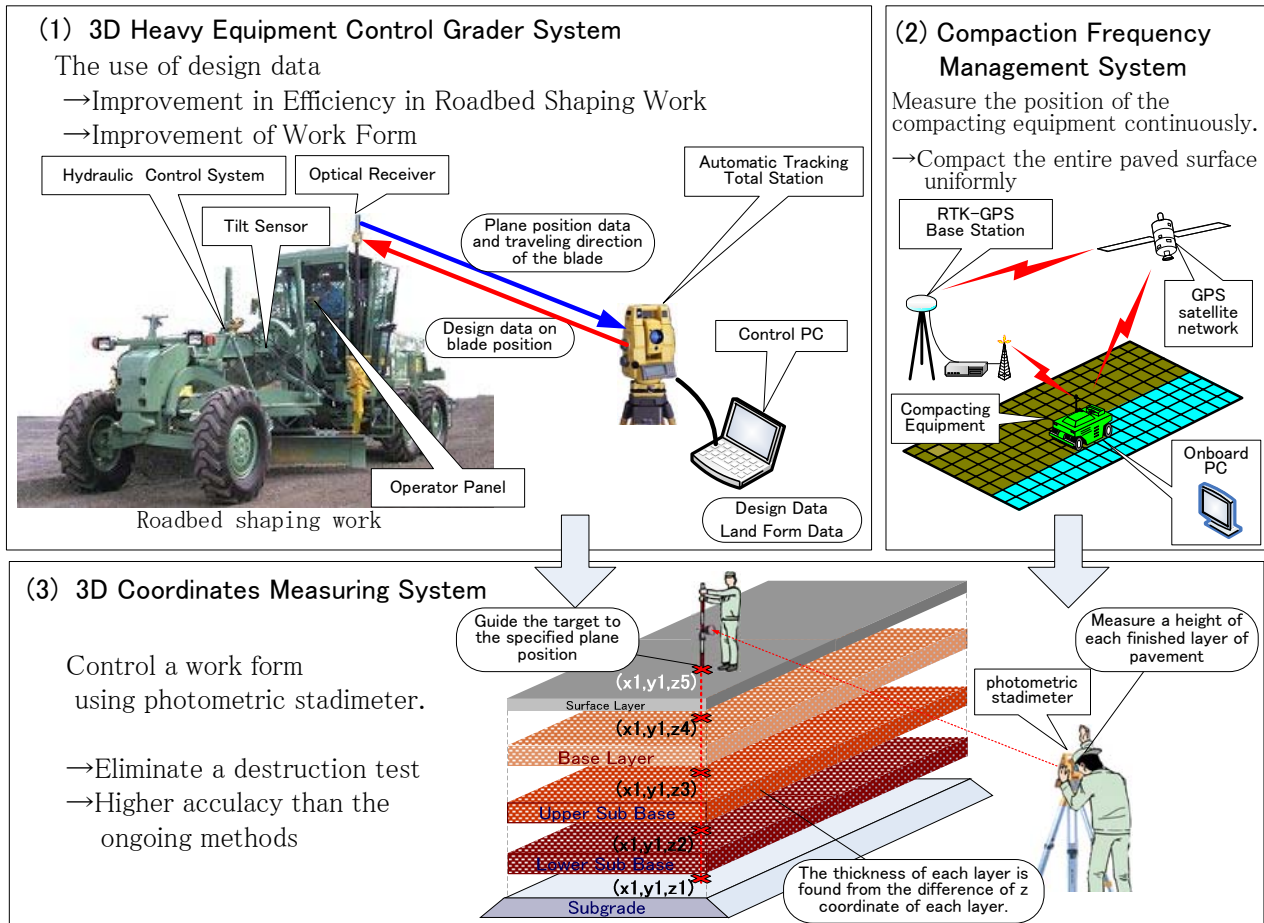 (1) 3D Heavy Equipment Control Grader System
The use of design data
→Improvement in Efficiency in Roadbed Shaping Work
→Improvement of Work Form
Hydraulic Control System
Optical Receiver
Automatic Tracking
Total Station
Tilt Sensor
Plane position data
and traveling direction
of the blade
Design data on
blade position
Control PC
Operator Panel
Roadbed shaping work
Design Data
Land Form Data
(2) Compaction Frequency
Management System
Measure the position of the
compacting equipment continuously.
→Compact the entire paved surface
uniformly
RTK-GPS
Base Station
GPS
satellite
network
Compacting
Equipment
Onboard
PC
(3) 3D Coordinates Measuring System
Control a work form
using photometric stadimeter.
→Eliminate a destruction test
→Higher acculacy than the
ongoing methods
Guide the target to
the specified plane
position
Measure a height of
each finished layer of
pavement
photometric
stadimeter
(x1,y1,z5)
Surface Layer
(x1,y1,z4)
Base Layer
(x1,y1,z3)
Upper Sub Base
(x1,y1,z2)
Lower Sub Base
(x1,y1,z1)
Subgrade
The thickness of each layer is
found from the difference of z
coordinate of each layer.